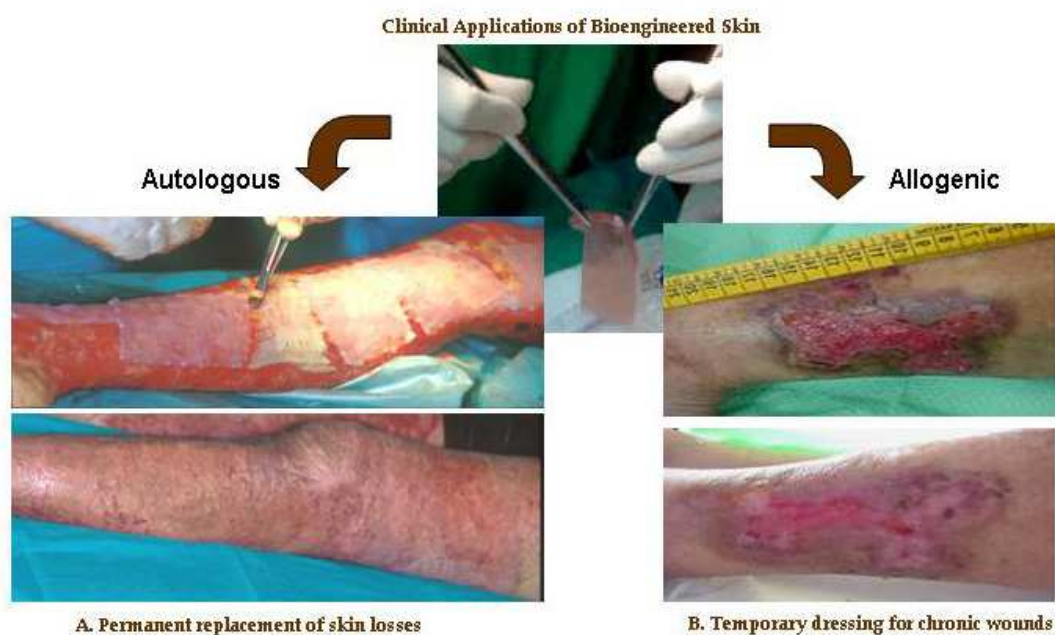 Clinical Applications of Bioengineered Skin
Autologous
Allogenic
A. Permanent replacement of skin losses
B. Temporary dressing for chronic wounds